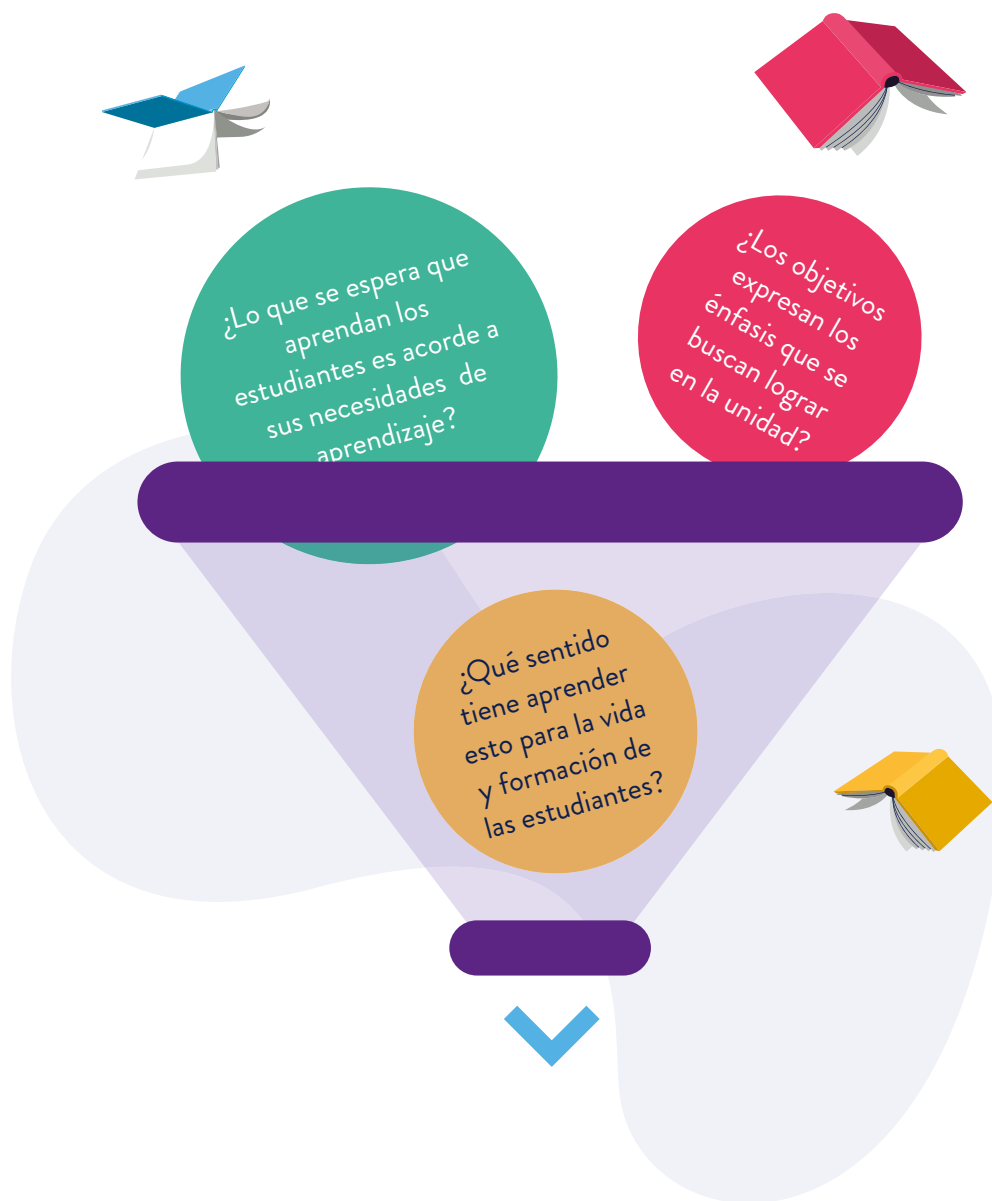 ¿Lo que se espera que
aprendan los
estudiantes es acorde a
sus necesidades de
aprendizaje?
¿Los objetivos
expresan los
énfasis que se
buscan lograr
en la unidad?
¿Qué sentido
tiene aprender
esto para la vida
y formación de
las estudiantes?